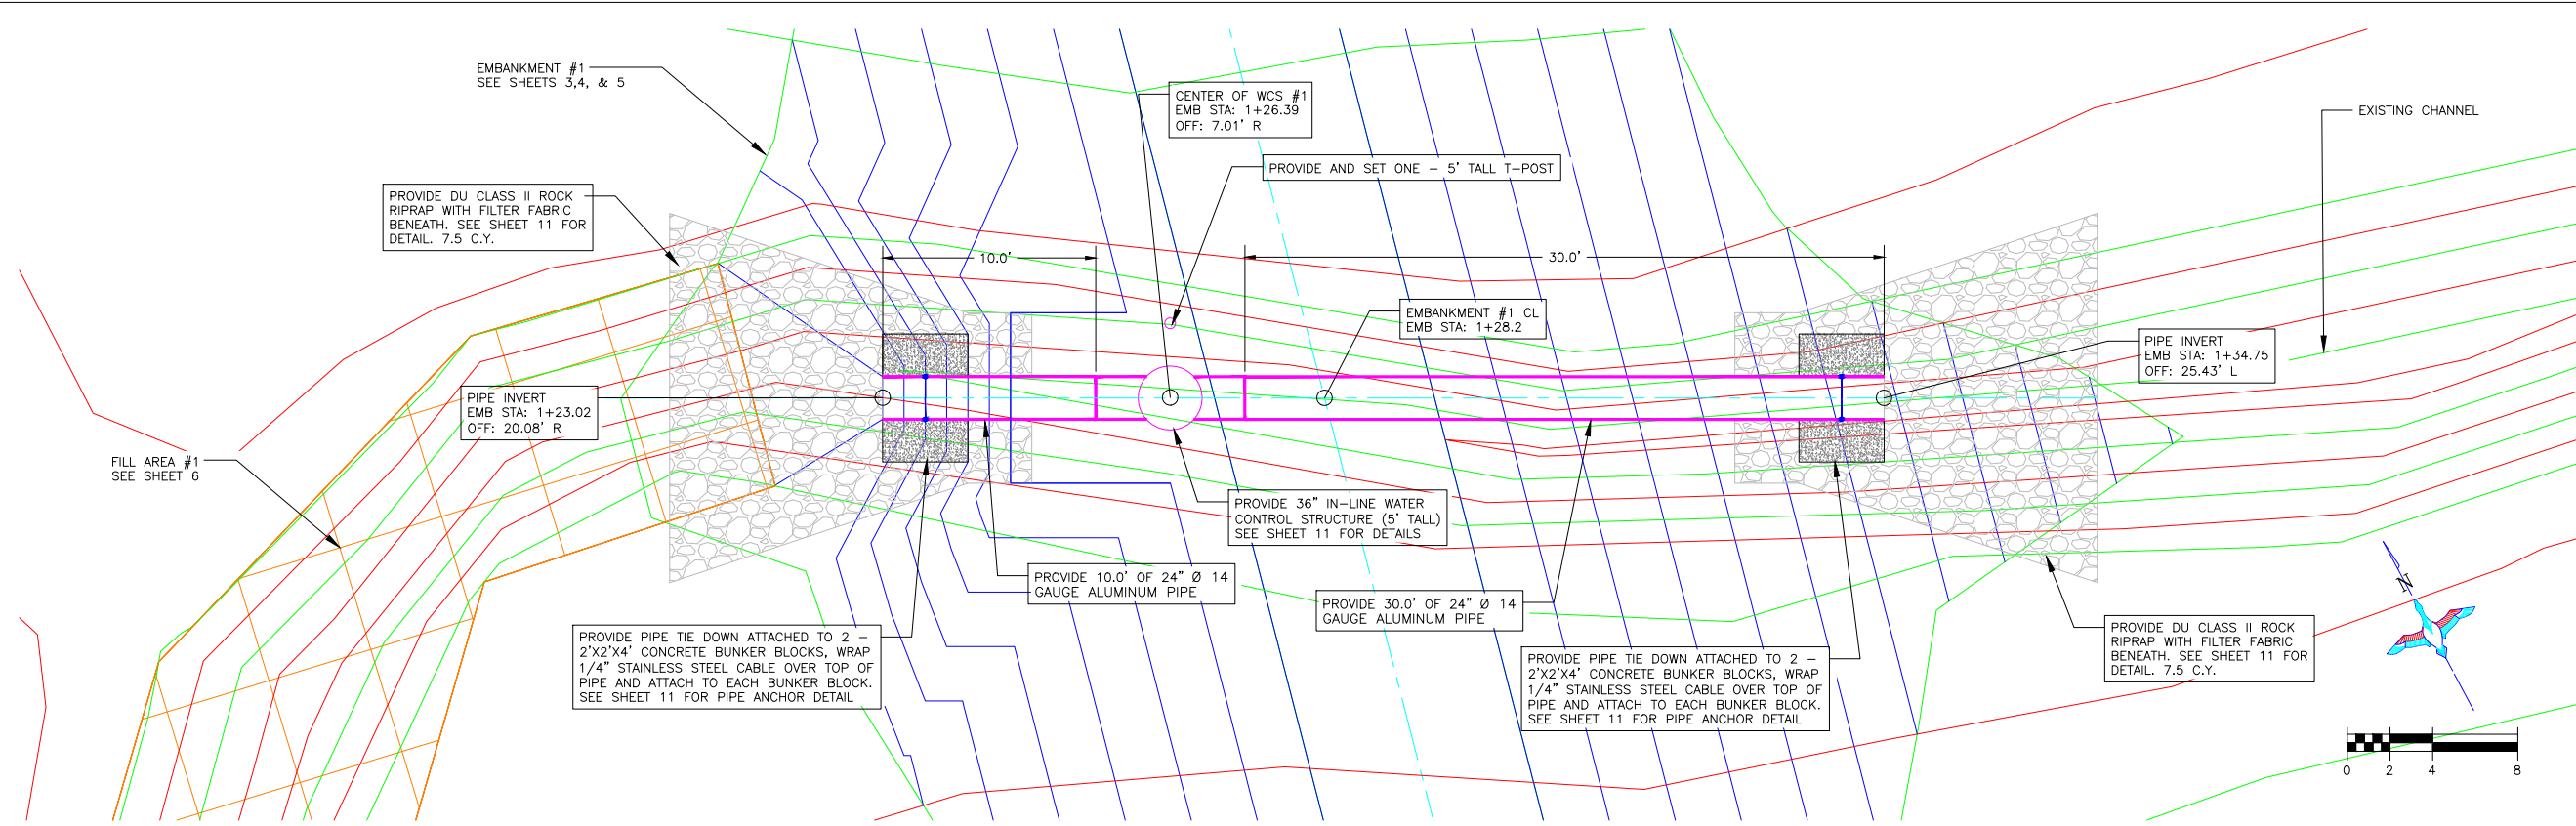 EMBANKMENT #1
SEE SHEETS 3,4, & 5
CENTER OF WCS #1
EMB STA: 1+26.39
OFF: 7.01' R
EXISTING CHANNEL
PROVIDE AND SET ONE – 5' TALL T–POST
PROVIDE DU CLASS II ROCK
RIPRAP WITH FILTER FABRIC
BENEATH. SEE SHEET 11 FOR
DETAIL. 7.5 C.Y.
10.0'
30.0'
EMBANKMENT #1 CL
EMB STA: 1+28.2
PIPE INVERT
EMB STA: 1+34.75
OFF: 25.43' L
PIPE INVERT
EMB STA: 1+23.02
OFF: 20.08' R
FILL AREA #1
SEE SHEET 6
PROVIDE 36" IN–LINE WATER
CONTROL STRUCTURE (5' TALL)
SEE SHEET 11 FOR DETAILS
PROVIDE 10.0' OF 24" Ø 14
GAUGE ALUMINUM PIPE
PROVIDE 30.0' OF 24" Ø 14
GAUGE ALUMINUM PIPE
PROVIDE PIPE TIE DOWN ATTACHED TO 2 –
2'X2'X4' CONCRETE BUNKER BLOCKS, WRAP
1/4" STAINLESS STEEL CABLE OVER TOP OF
PIPE AND ATTACH TO EACH BUNKER BLOCK.
SEE SHEET 11 FOR PIPE ANCHOR DETAIL
PROVIDE PIPE TIE DOWN ATTACHED TO 2 –
2'X2'X4' CONCRETE BUNKER BLOCKS, WRAP
1/4" STAINLESS STEEL CABLE OVER TOP OF
PIPE AND ATTACH TO EACH BUNKER BLOCK.
SEE SHEET 11 FOR PIPE ANCHOR DETAIL
PROVIDE DU CLASS II ROCK
RIPRAP WITH FILTER FABRIC
BENEATH. SEE SHEET 11 FOR
DETAIL. 7.5 C.Y.
N
0 2 4 8